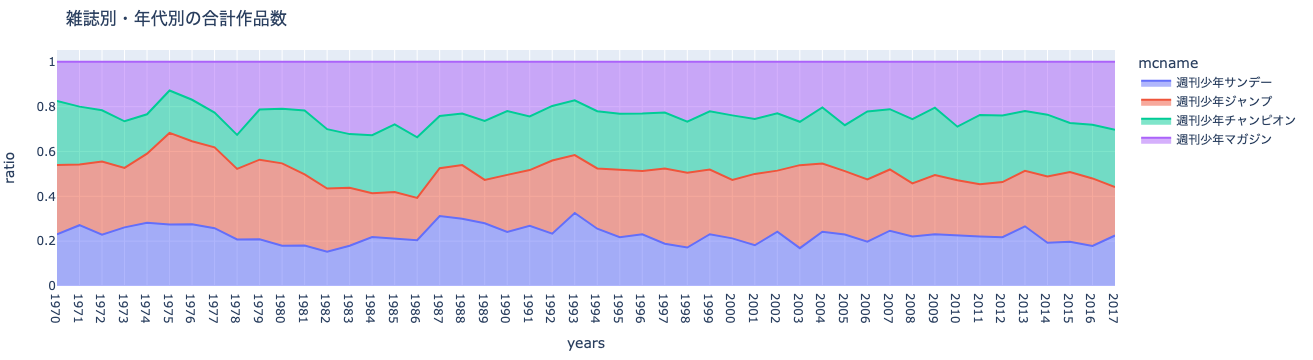 雑誌別・年代別の合計作品数
1
0.8
0.6
0.4
0.2
0
ratio
1970 1971 1972 1973 1974 1975 1976 1977 1978 1979 1980 1981 1982 1983 1984 1985 1986 1987 1988 1989 1990 1991 1992 1993 1994 1995 1996 1997 1998 1999 2000 2001 2002 2003 2004 2005 2006 2007 2008 2009 2010 2011 2012 2013 2014 2015 2016 2017
years
mcname
週刊少年サンデー
週刊少年ジャンプ
週刊少年チャンピオン
週刊少年マガジン